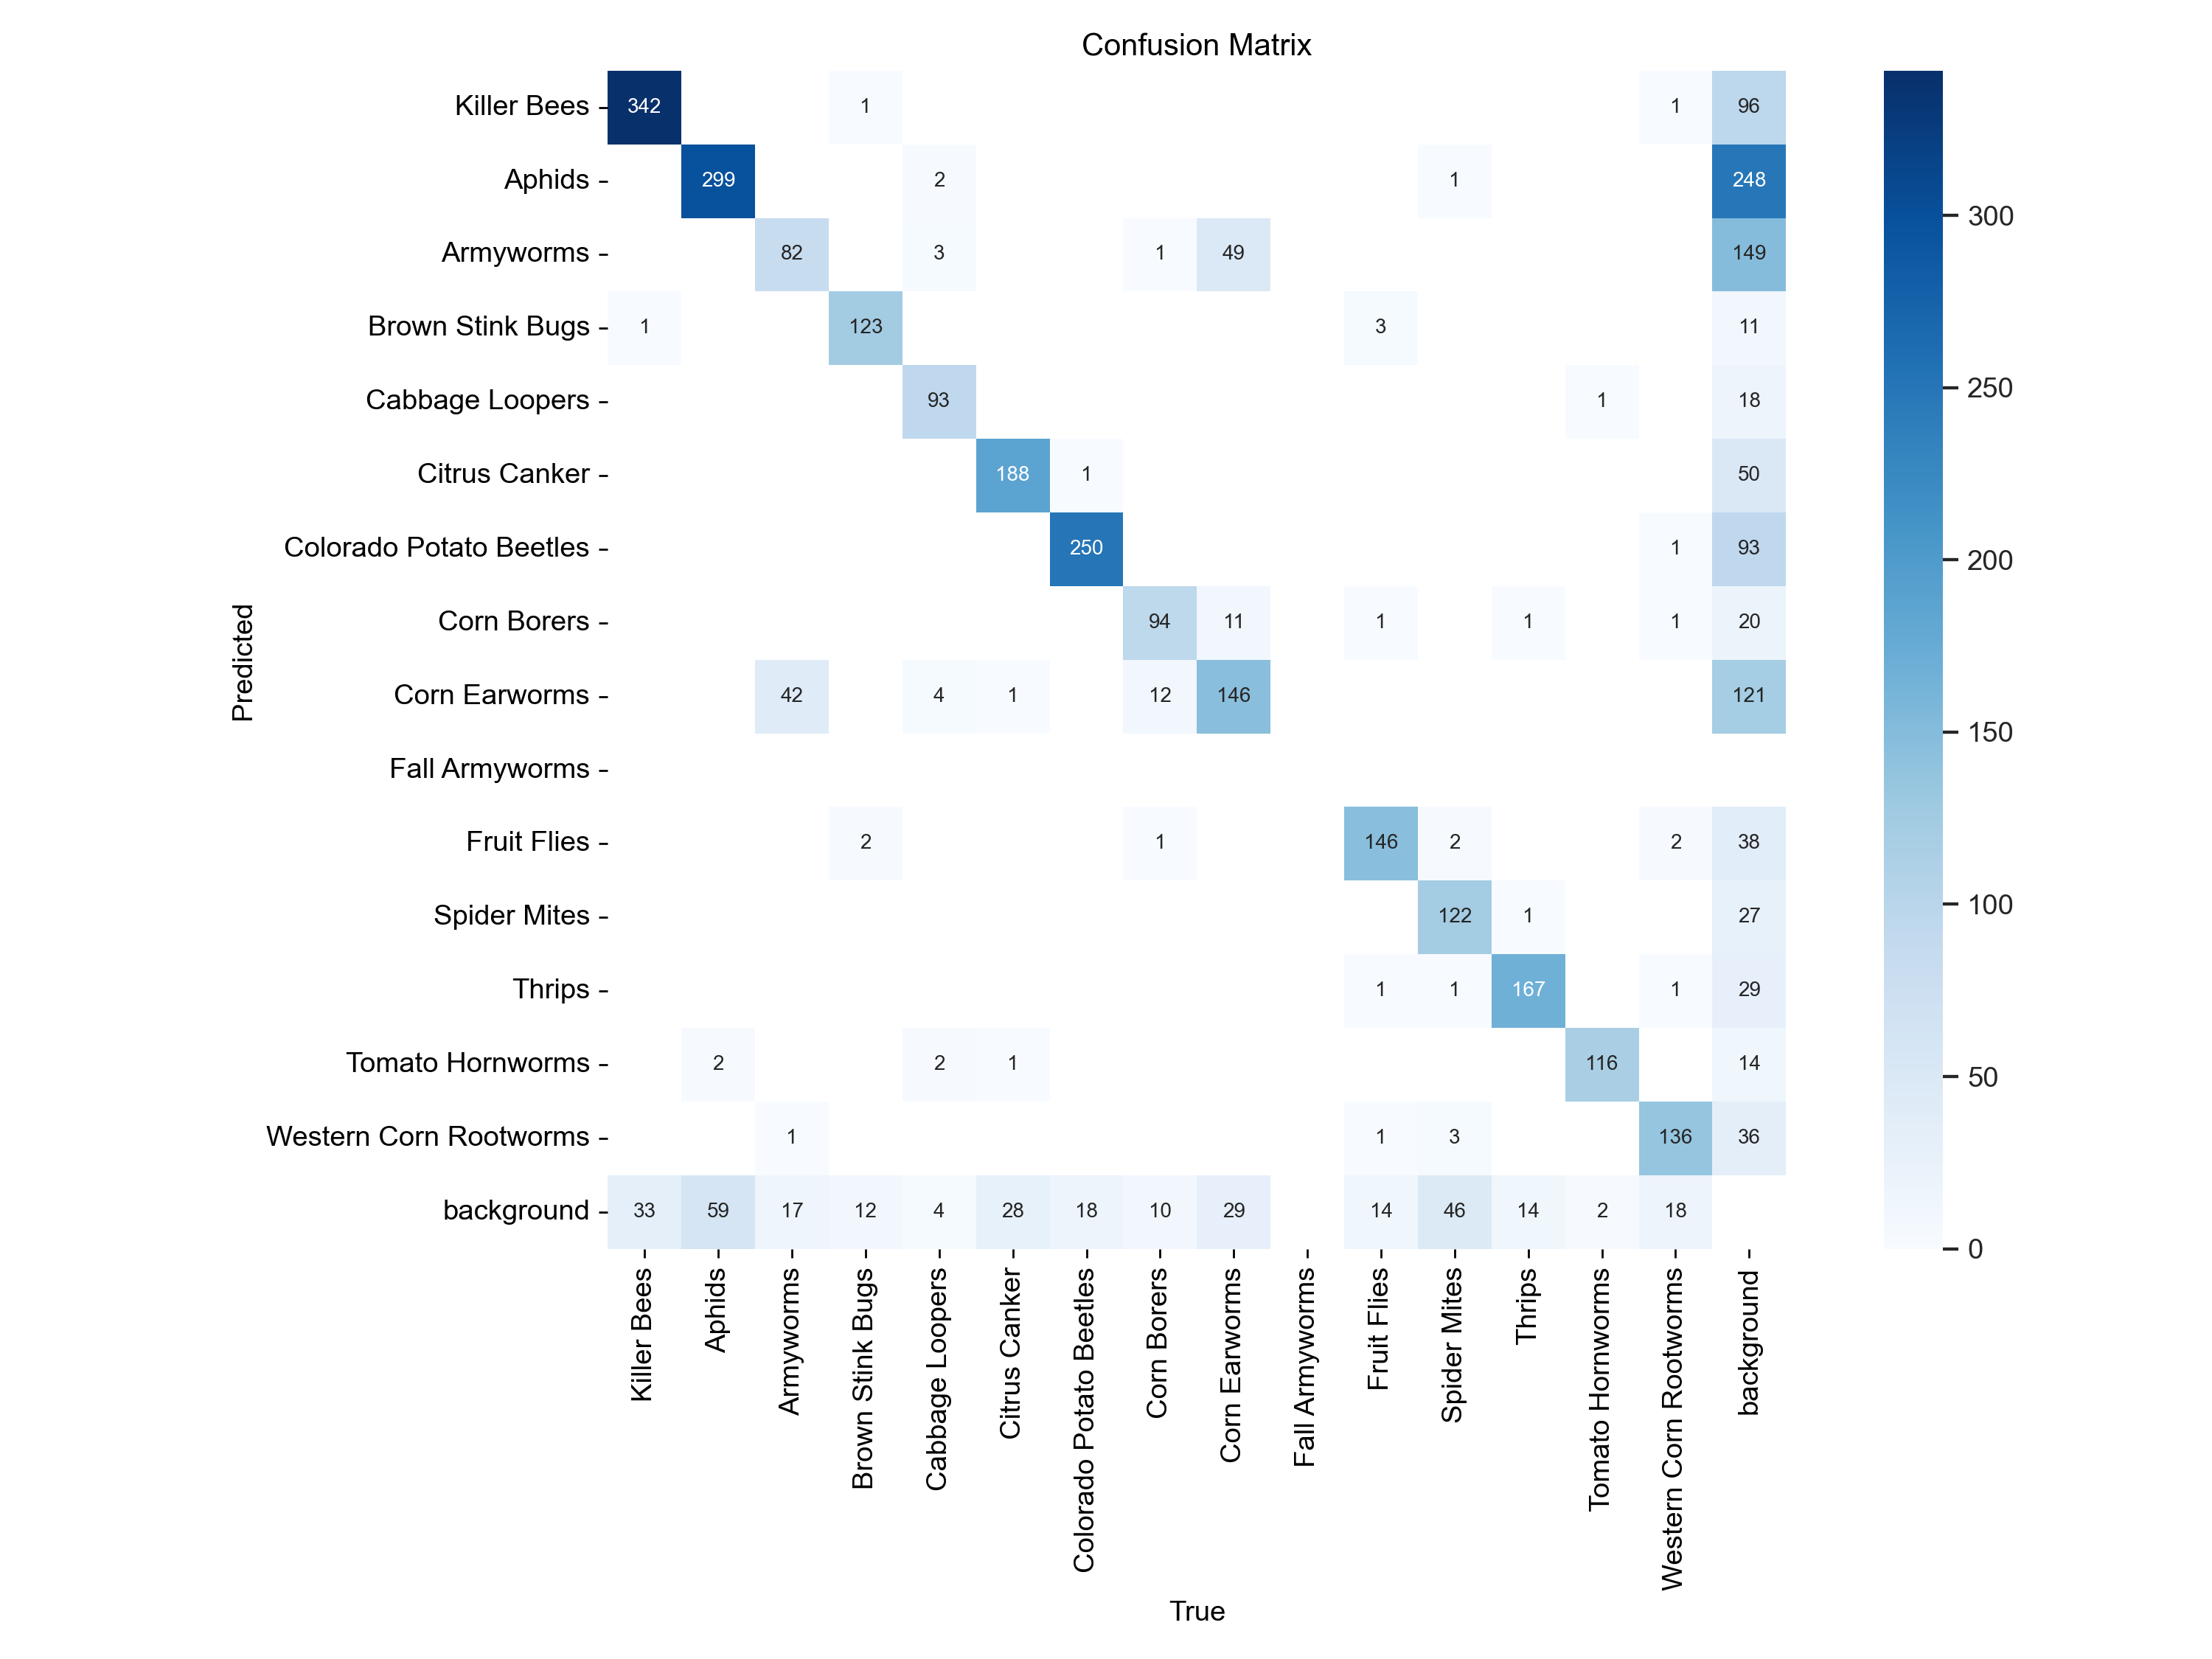 Confusion Matrix
Killer Bees 342 1 1 96
Aphids 299 2 1 248
Armyworms 82 3 1 49 149
Brown Stink Bugs 1 123 3 11
Cabbage Loopers 93 1 18
Citrus Canker 188 1 50
Colorado Potato Beetles 250 1 93
Corn Borers 94 11 1 1 1 20
Corn Earworms 42 4 1 12 146 121
Fall Armyworms
Fruit Flies 2 1 146 2 2 38
Spider Mites 122 1 27
Thrips 1 1 167 1 29
Tomato Hornworms 2 2 1 116 14
Western Corn Rootworms 1 1 3 136 36
background 33 59 17 12 4 28 18 10 29 14 46 14 2 18
Predicted
Killer Bees
Aphids
Armyworms
Brown Stink Bugs
Cabbage Loopers
Citrus Canker
Colorado Potato Beetles
Corn Borers
Corn Earworms
Fall Armyworms
Fruit Flies
Spider Mites
Thrips
Tomato Hornworms
Western Corn Rootworms
background
True
300
250
200
150
100
50
0